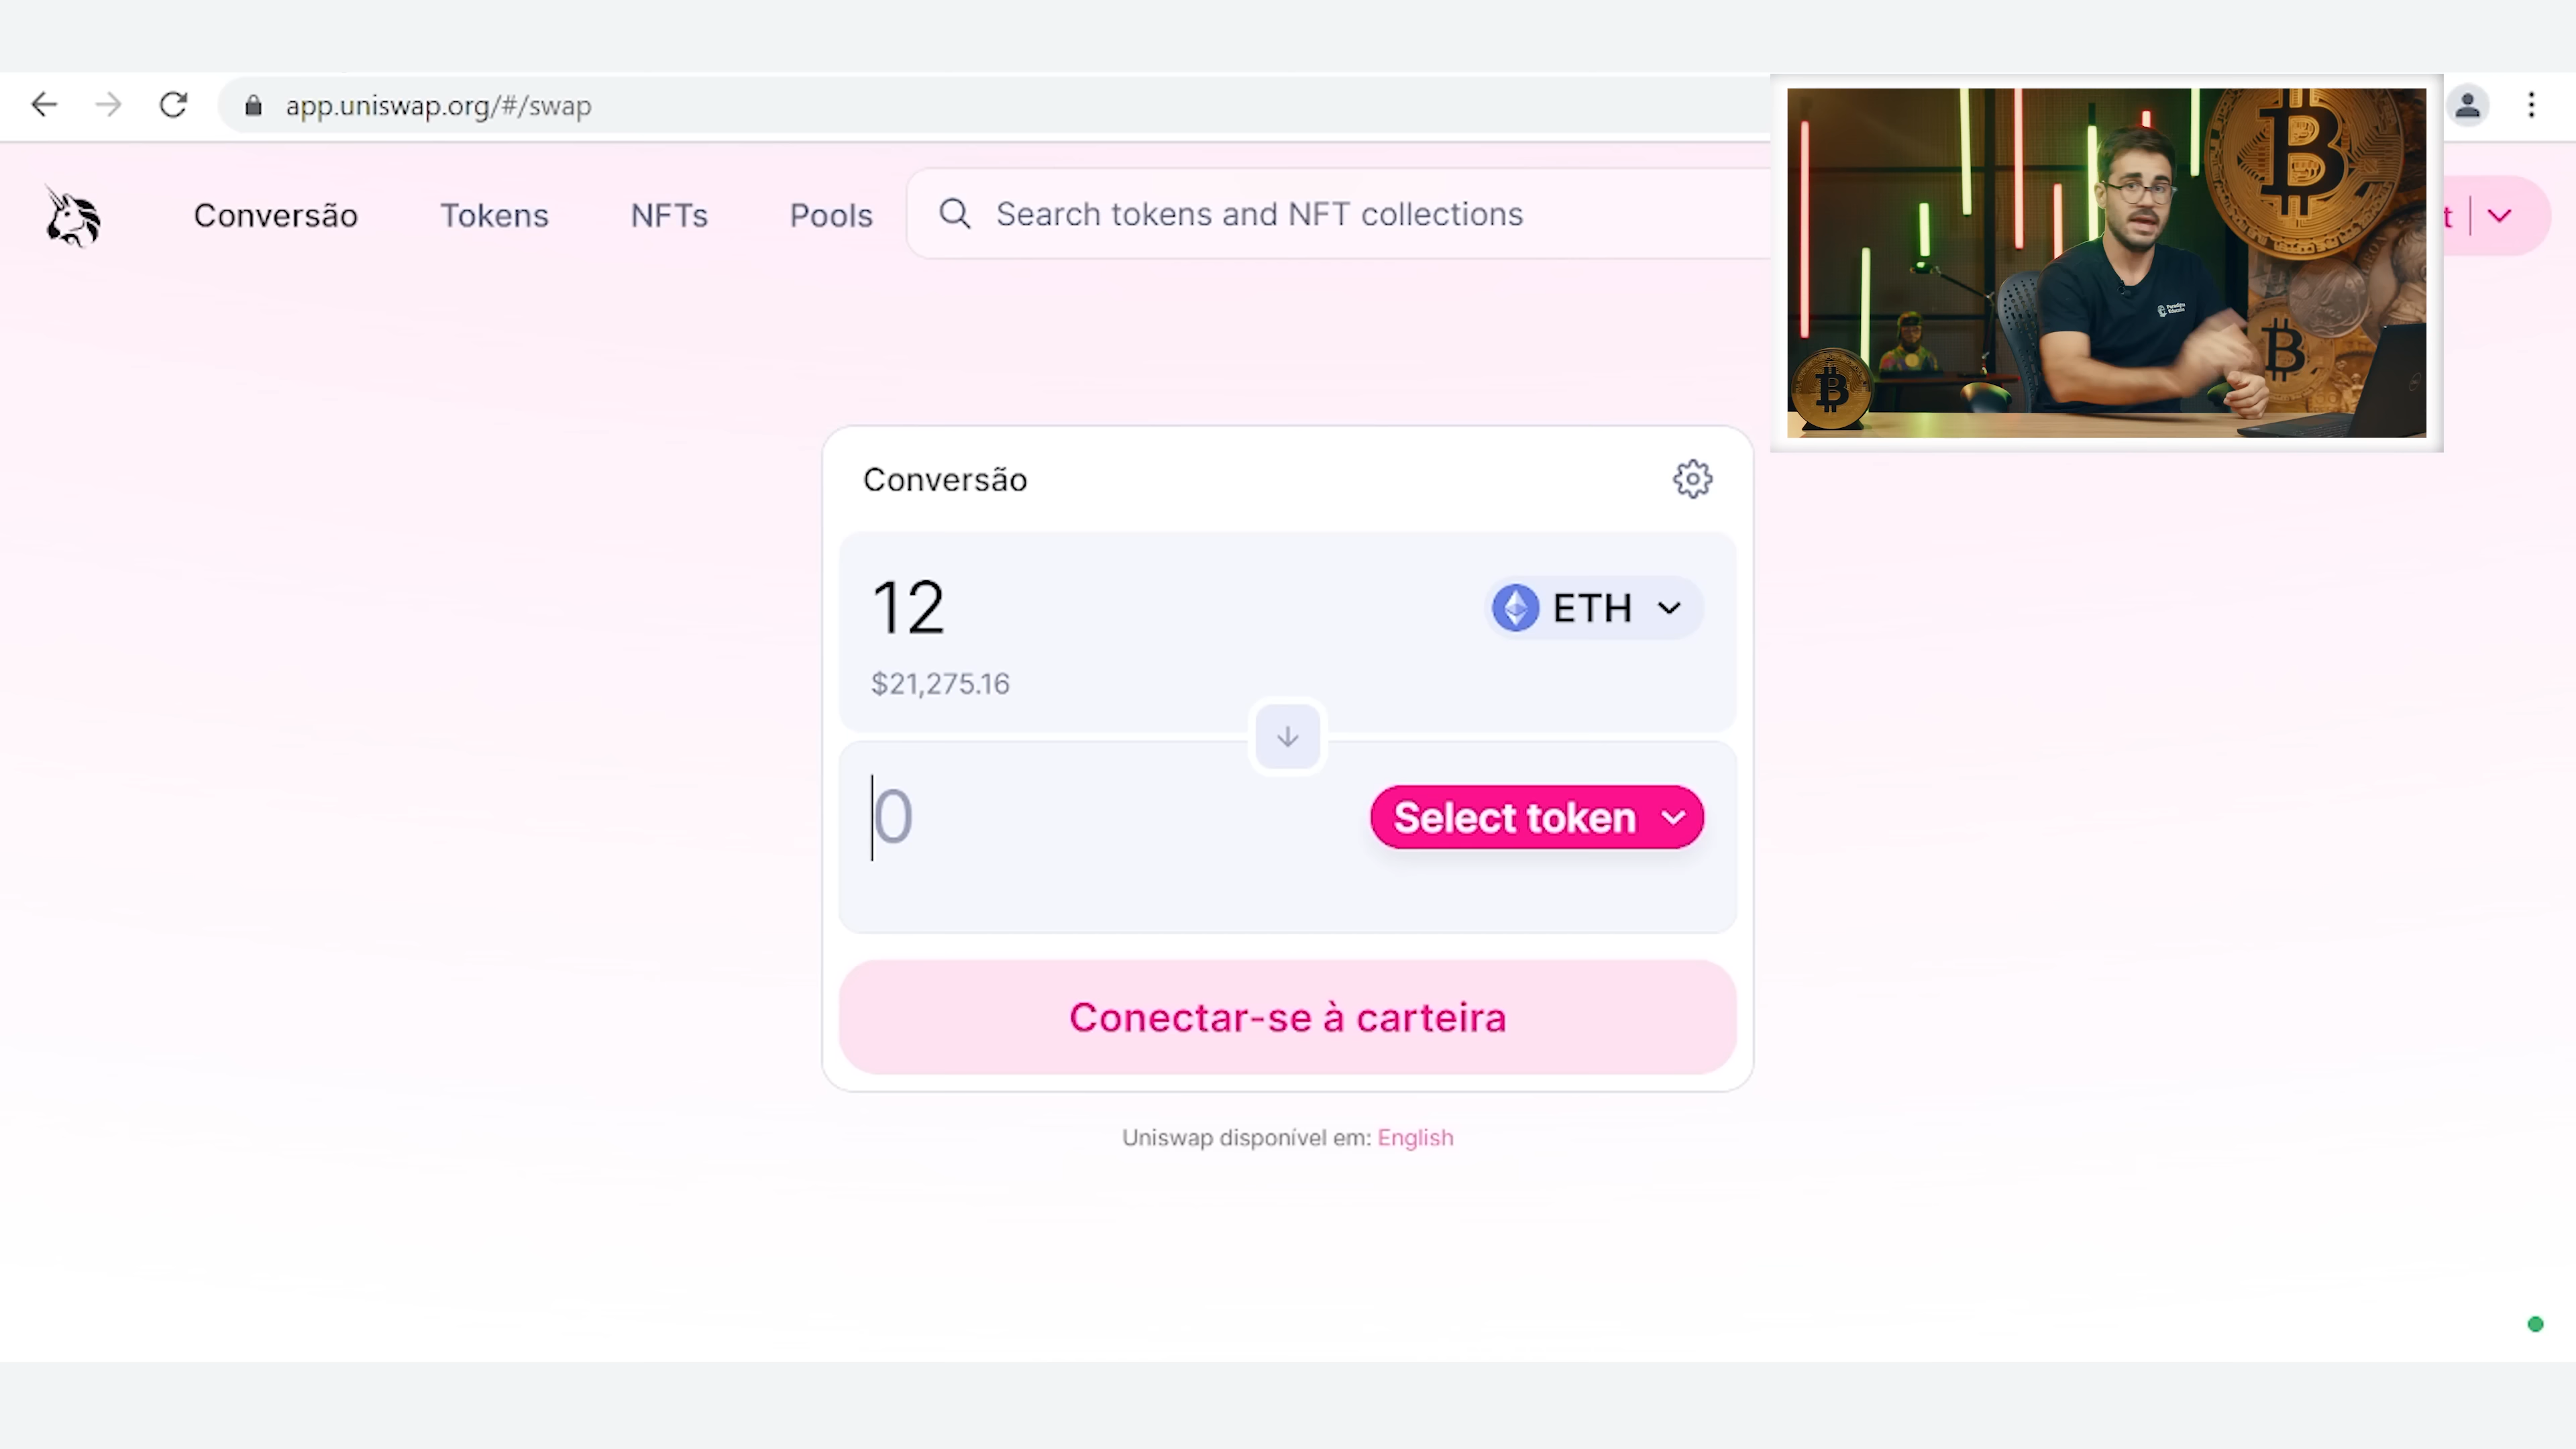 app.uniswap.org/#/swap
Conversão
Tokens
NFTs
Pools
Search tokens and NFT collections
t
Conversão
12
ETH
$21,275.16
0
Select token
Conectar-se à carteira
Uniswap disponível em: English